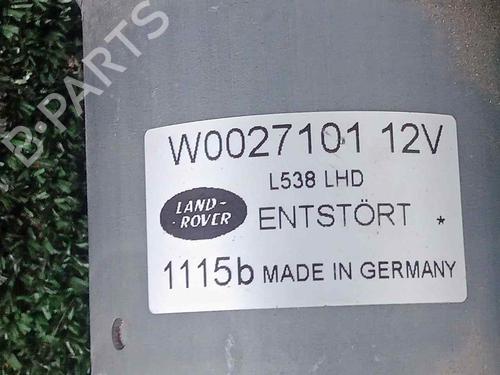 B-PARTS
W0027101 12V
L538 LHD
LAND-
ROVER
ENTSTÖRT *
1115b MADE IN GERMANY